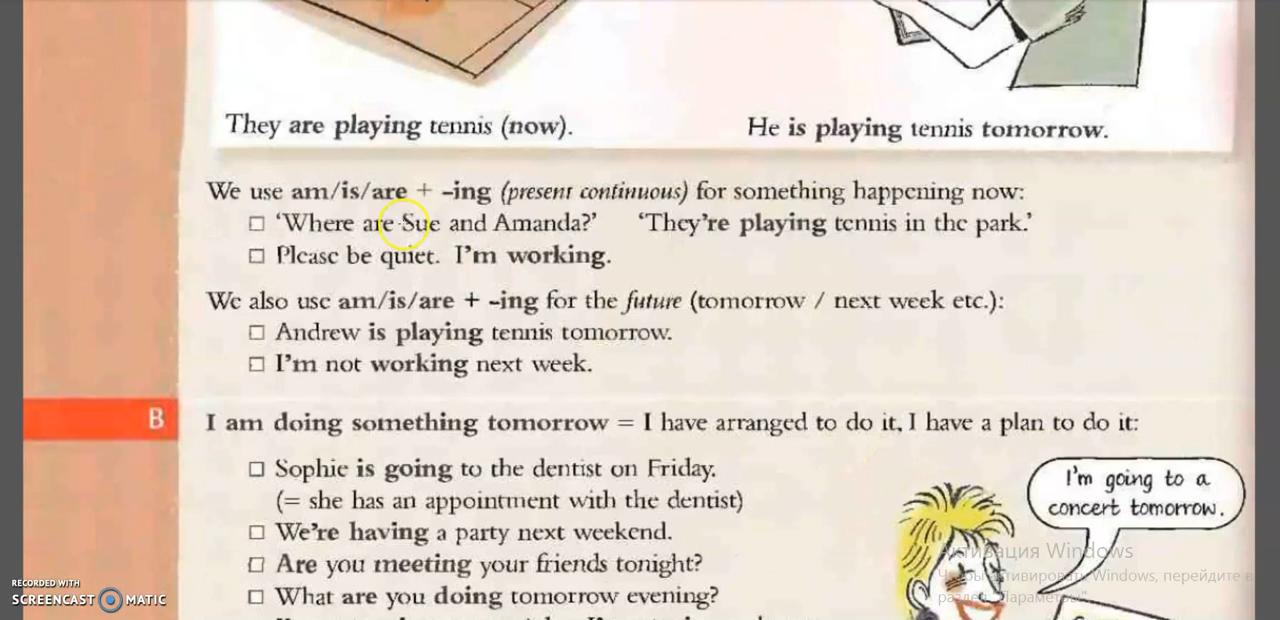 They are playing tennis (now).
He is playing tennis tomorrow.
We use am/is/are + -ing (present continuous) for something happening now:
□ 'Where are Sue and Amanda?' 'They're playing tennis in the park.'
□ Please be quiet. I'm working.
We also use am/is/are + -ing for the future (tomorrow / next week etc.):
□ Andrew is playing tennis tomorrow.
□ I'm not working next week.
B
I am doing something tomorrow = I have arranged to do it, I have a plan to do it:
□ Sophie is going to the dentist on Friday.
(= she has an appointment with the dentist)
□ We're having a party next weekend.
□ Are you meeting your friends tonight?
□ What are you doing tomorrow evening?
I'm going to a
concert tomorrow.
Активация Windows
Чтобы активировать Windows, перейдите в
раздел "Параметры".
RECORDED WITH
SCREENCAST MATIC